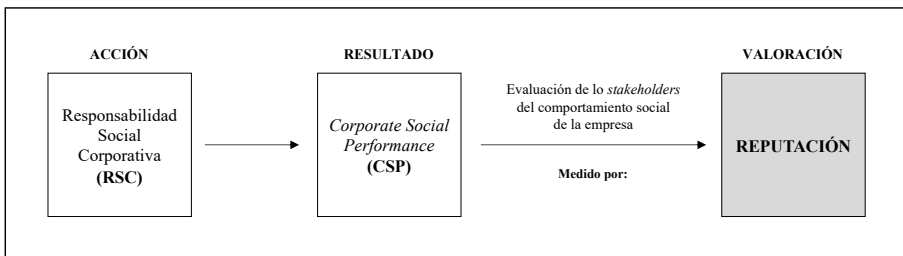 ACCIÓN
Responsabilidad
Social
Corporativa
(RSC)
RESULTADO
Corporate Social
Performance
(CSP)
Evaluación de lo stakeholders
del comportamiento social
de la empresa
Medido por:
VALORACIÓN
REPUTACIÓN